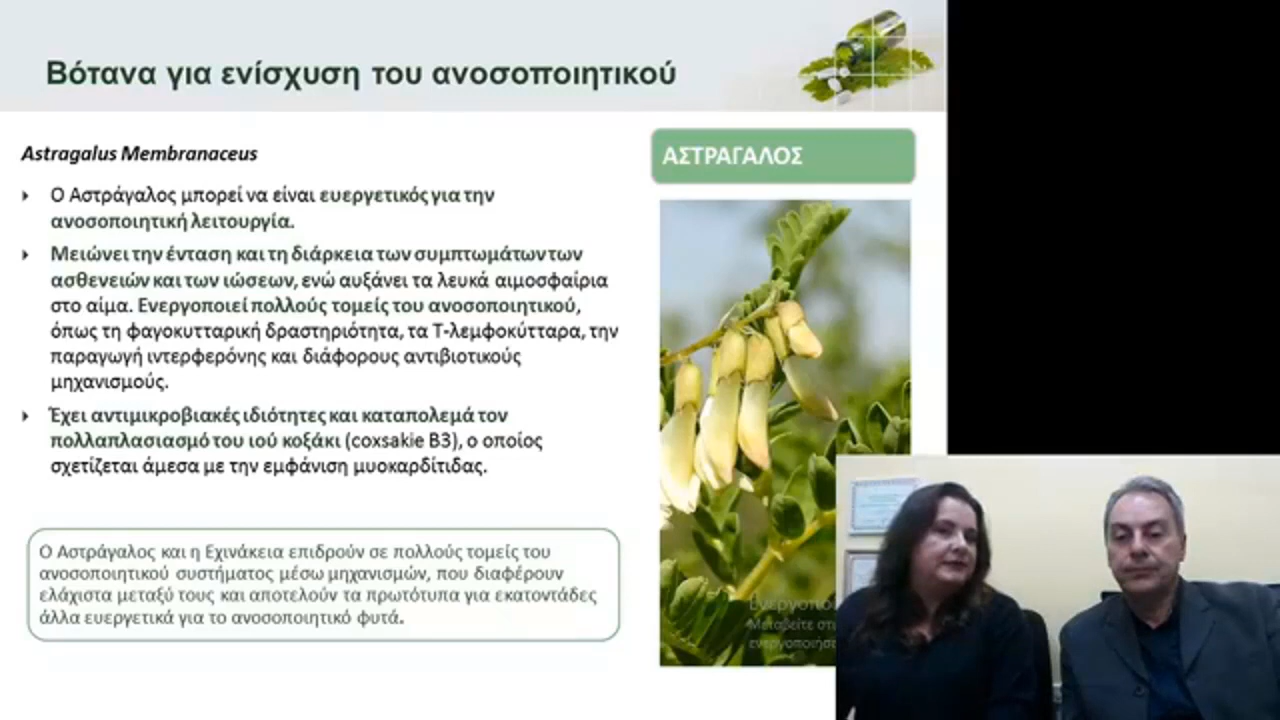 Βότανα για ενίσχυση του ανοσοποιητικού
Astragalus Membranaceus
Ο Αστράγαλος μπορεί να είναι ευεργετικός για την
ανοσοποιητική λειτουργία.
Μειώνει την ένταση και τη διάρκεια των συμπτωμάτων των
ασθενειών και των ιώσεων, ενώ αυξάνει τα λευκά αιμοσφαίρια
στο αίμα. Ενεργοποιεί πολλούς τομείς του ανοσοποιητικού,
όπως τη φαγοκυτταρική δραστηριότητα, τα Τ-λεμφοκύτταρα, την
παραγωγή ιντερφερόνης και διάφορους αντιβιοτικούς
μηχανισμούς.
Έχει αντιμικροβιακές ιδιότητες και καταπολεμά τον
πολλαπλασιασμό του ιού κοξάκι (coxsakie B3), ο οποίος
σχετίζεται άμεσα με την εμφάνιση μυοκαρδίτιδας.
Ο Αστράγαλος και η Εχινάκεια επιδρούν σε πολλούς τομείς του
ανοσοποιητικού συστήματος μέσω μηχανισμών, που διαφέρουν
ελάχιστα μεταξύ τους και αποτελούν τα πρωτότυπα για εκατοντάδες
άλλα ευεργετικά για το ανοσοποιητικό φυτά.
ΑΣΤΡΑΓΑΛΟΣ
Μεταβείτε